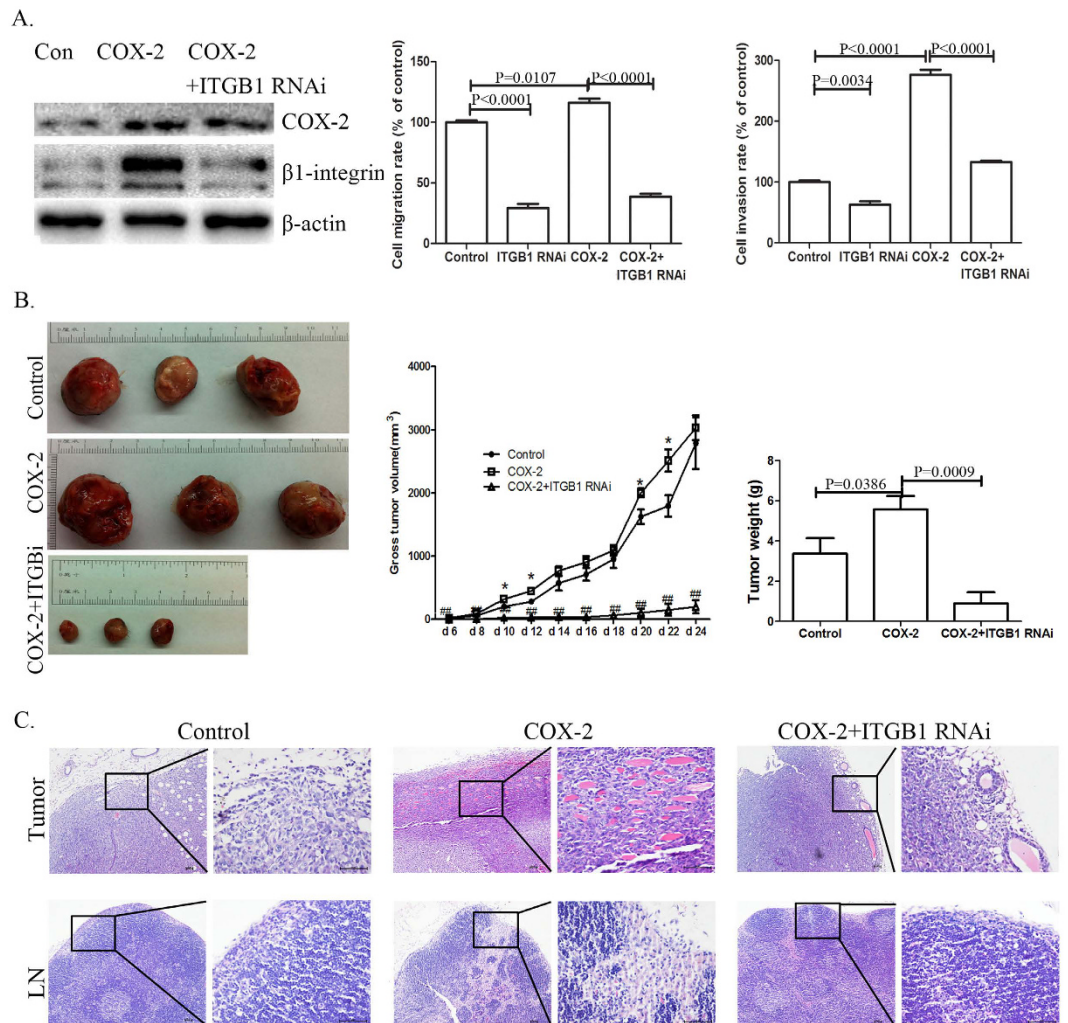 A.
Con COX-2 COX-2
+ITGB1 RNAi
COX-2
β1-integrin
β-actin
Cell migration rate (% of control)
125
100
75
50
0
P=0.0107
P<0.0001
P<0.0001
Control ITGB1 RNAi COX-2 COX-2+
ITGB1 RNAi
Cell invasion rate (% of control)
300
200
100
0
P<0.0001
P<0.0001
P=0.0034
Control ITGB1 RNAi COX-2 COX-2+
ITGB1 RNAi
B.
Control
COX-2
COX-2+ITGBi
Gross tumor volume(mm³)
4000
3000
2000
1000
0
Control
COX-2
COX-2+ITGB1 RNAi
* * * *
## ## ## ## ## ## ## ## ## ##
d 6 d 8 d 10 d 12 d 14 d 16 d 18 d 20 d 22 d 24
Tumor weight (g)
8
6
4
2
0
P=0.0009
P=0.0386
Control COX-2 COX-2+ITGB1 RNAi
C.
Control COX-2 COX-2+ITGB1 RNAi
Tumor
LN